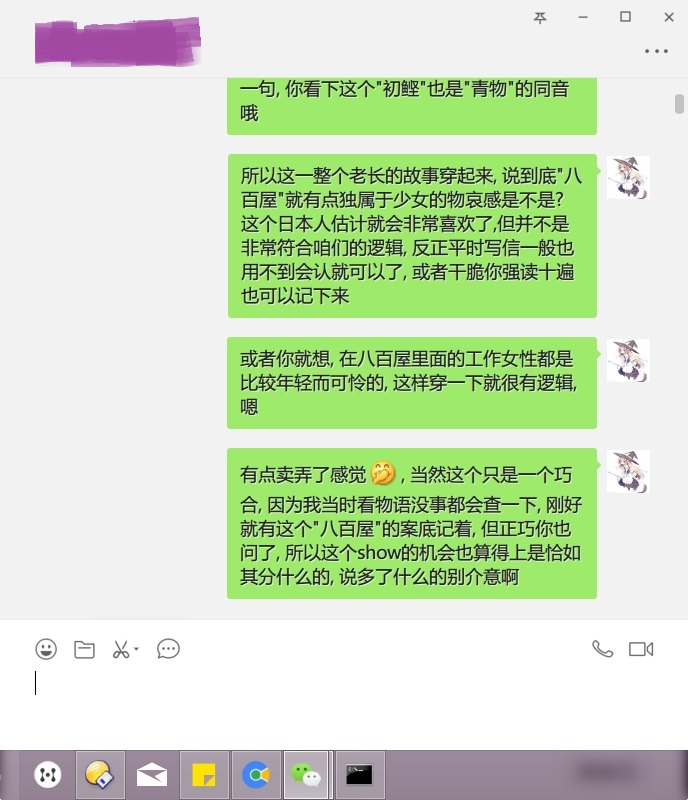 一句, 你看下这个"初鲣"也是"青物"的同音
哦
所以这一整个老长的故事穿起来, 说到底"八
百屋"就有点独属于少女的物哀感是不是?
这个日本人估计就会非常喜欢了,但并不是
非常符合咱们的逻辑, 反正平时写信一般也
用不到会认就可以了, 或者干脆你强读十遍
也可以记下来
或者你就想, 在八百屋里面的工作女性都是
比较年轻而可怜的, 这样穿一下就很有逻辑,
嗯
有点卖弄了感觉 , 当然这个只是一个巧
合, 因为我当时看物语没事都会查一下, 刚好
就有这个"八百屋"的案底记着, 但正巧你也
问了, 所以这个show的机会也算得上是恰如
其分什么的, 说多了什么的别介意啊